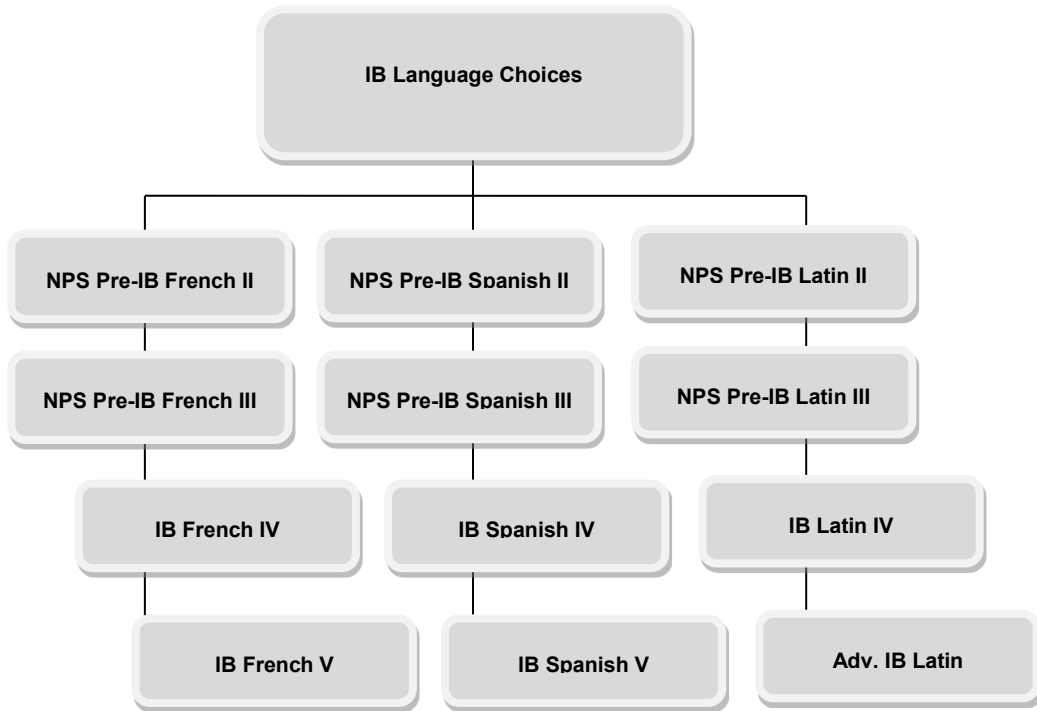 IB Language Choices
NPS Pre-IB French II
NPS Pre-IB Spanish II
NPS Pre-IB Latin II
NPS Pre-IB French III
NPS Pre-IB Spanish III
NPS Pre-IB Latin III
IB French IV
IB Spanish IV
IB Latin IV
IB French V
IB Spanish V
Adv. IB Latin